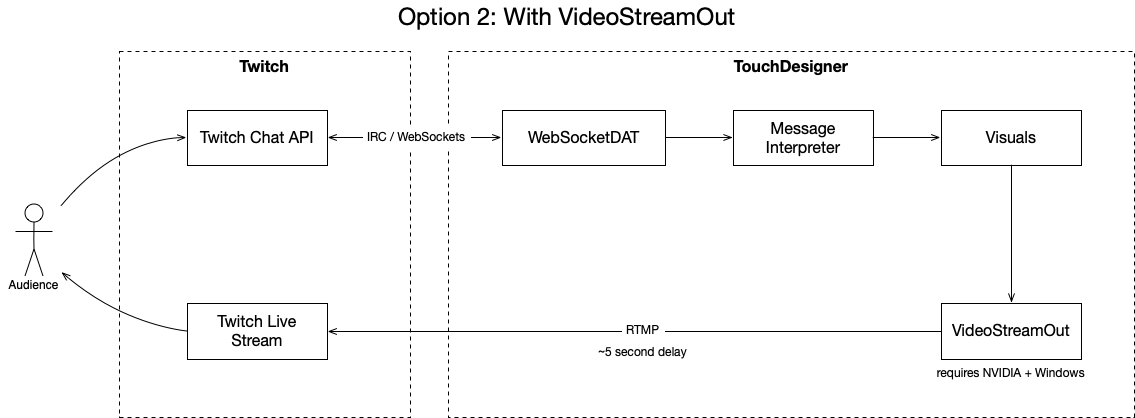 Option 2: With VideoStreamOut
Twitch
TouchDesigner
Twitch Chat API
IRC / WebSockets
WebSocketDAT
Message
Interpreter
Visuals
Audience
Twitch Live
Stream
RTMP
~5 second delay
VideoStreamOut
requires NVIDIA + Windows